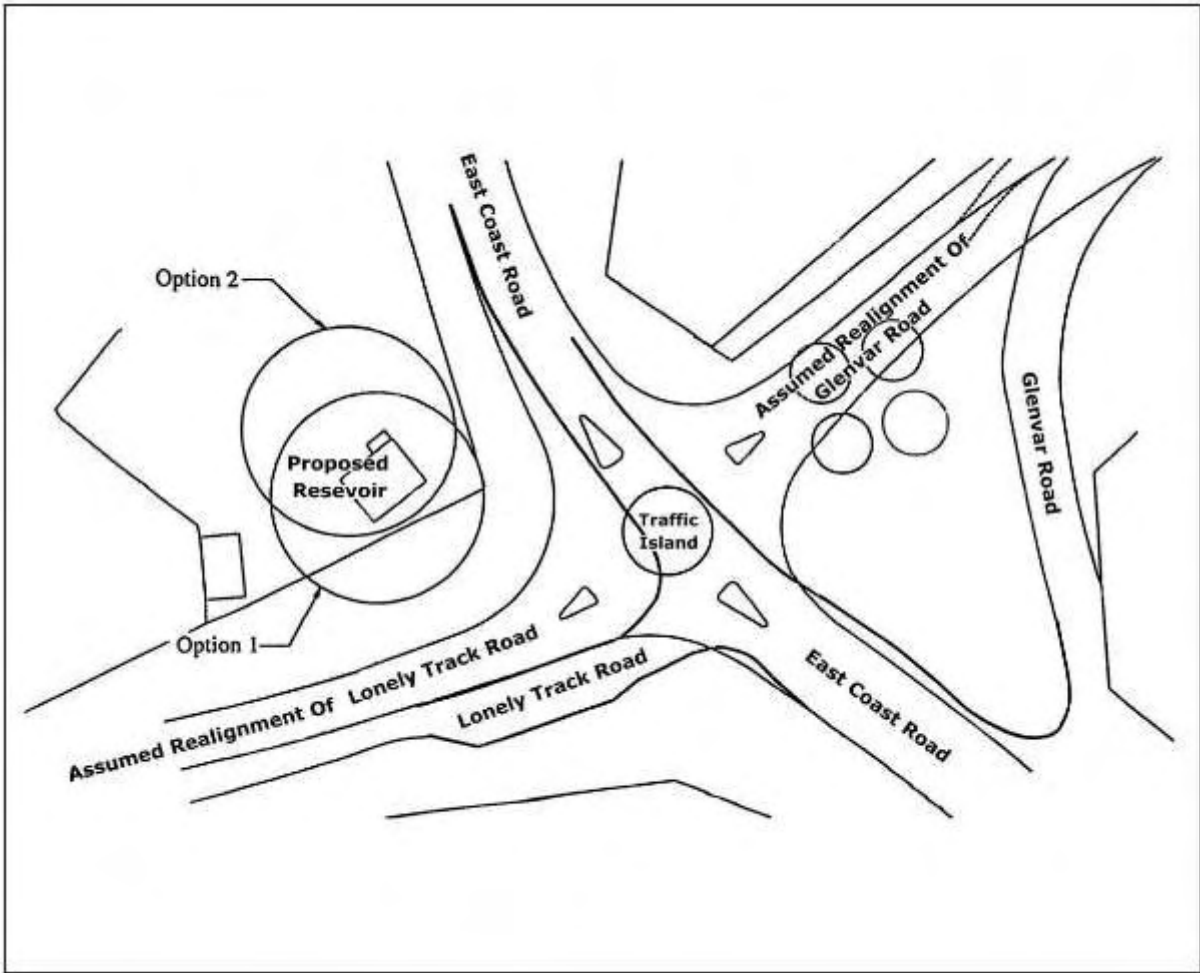 East Coast Road
Option 2
Assumed Realignment Of
Glenvar Road
Glenvar Road
Proposed
Resevoir
Traffic
Island
Option 1
Lonely Track Road
Assumed Realignment Of
Lonely Track Road
East Coast Road